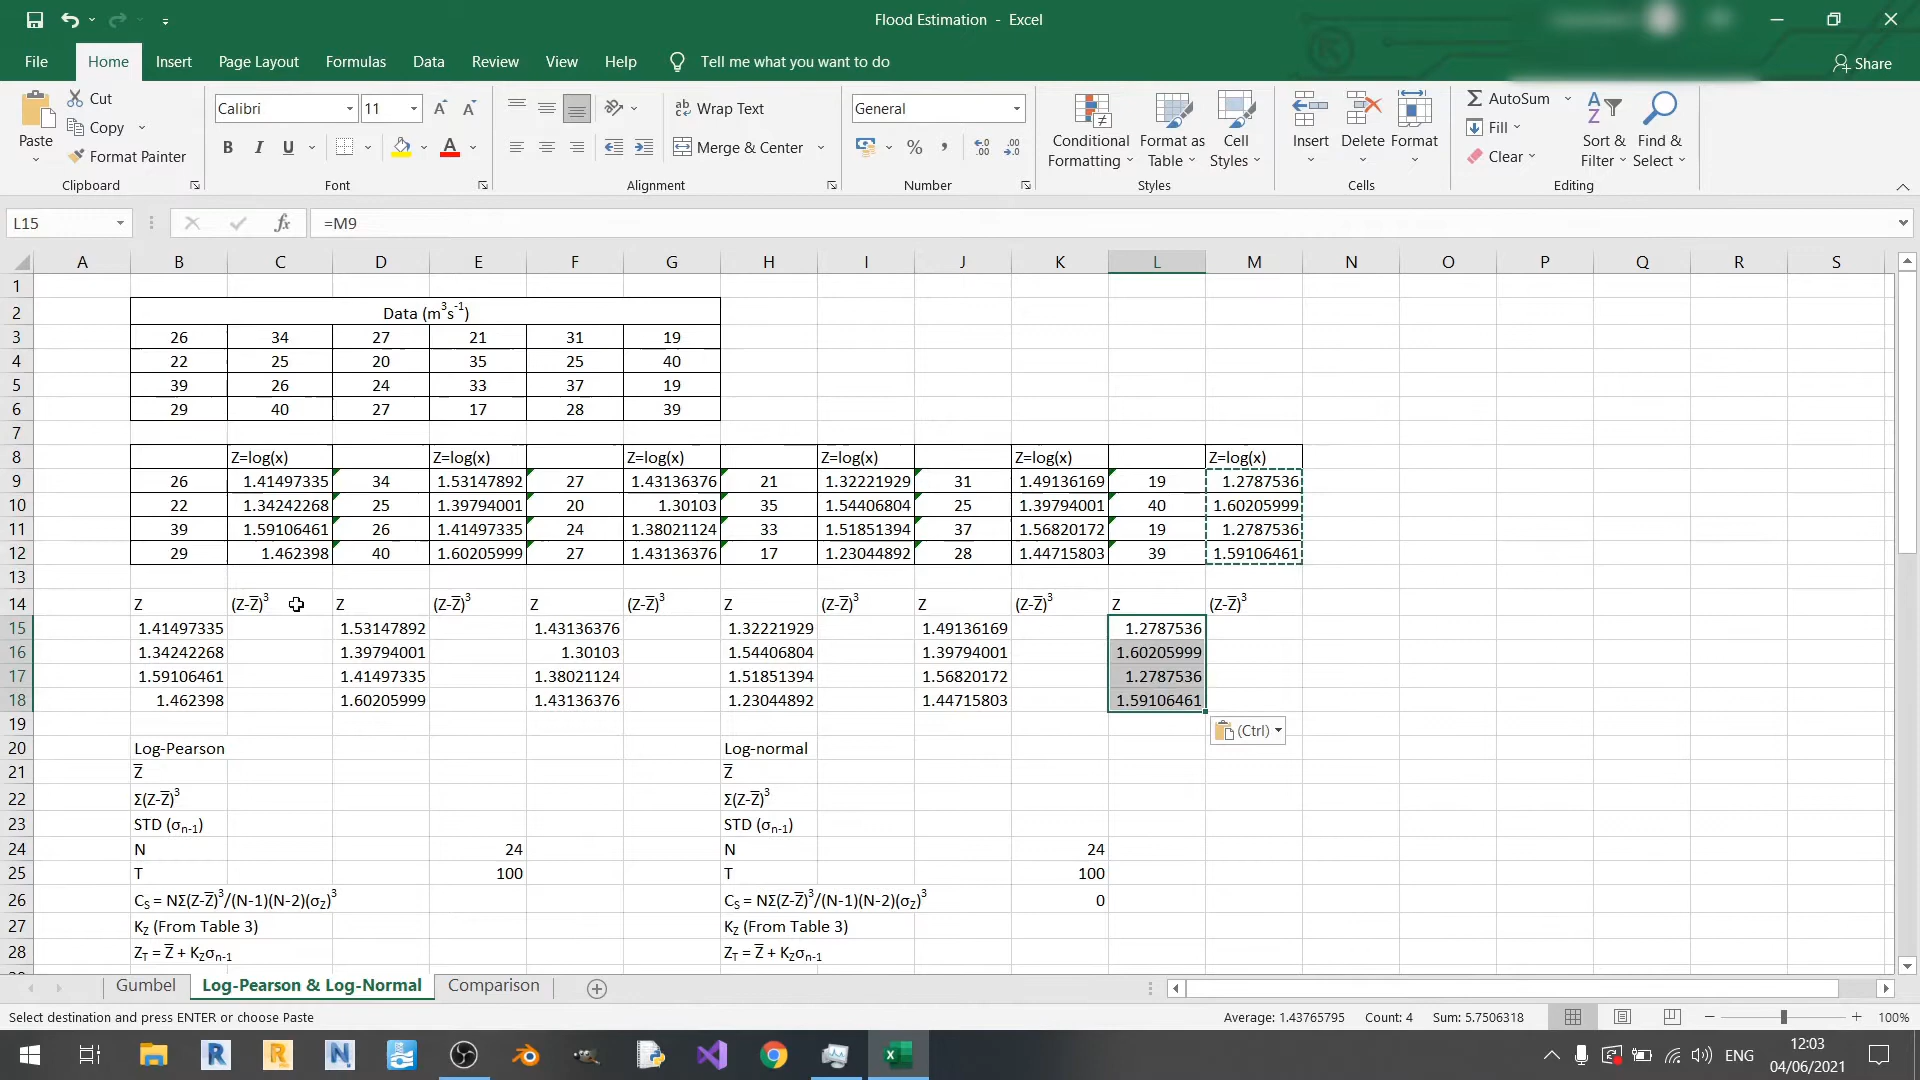 Flood Estimation - Excel
File Home Insert Page Layout Formulas Data Review View Help Tell me what you want to do Share
Paste Cut Copy Format Painter Clipboard
Calibri 11 B I U A Font
Wrap Text Merge & Center Alignment
General % , Number
Conditional Formatting Format as Table Cell Styles Styles
Insert Delete Format Cells
AutoSum Fill Clear Sort & Filter Find & Select Editing
L15 fx =M9
A B C D E F G H I J K L M N O P Q R S
1
2 Data (m³s⁻¹)
3 26 34 27 21 31 19
4 22 25 20 35 25 40
5 39 26 24 33 37 19
6 29 40 27 17 28 39
7
8 Z=log(x) Z=log(x) Z=log(x) Z=log(x) Z=log(x) Z=log(x)
9 26 1.41497335 34 1.53147892 27 1.43136376 21 1.32221929 31 1.49136169 19 1.2787536
10 22 1.34242268 25 1.39794001 20 1.30103 35 1.54406804 25 1.39794001 40 1.60205999
11 39 1.59106461 26 1.41497335 24 1.38021124 33 1.51851394 37 1.56820172 19 1.2787536
12 29 1.462398 40 1.60205999 27 1.43136376 17 1.23044892 28 1.44715803 39 1.59106461
13
14 Z (Z-Z̅)³ Z (Z-Z̅)³ Z (Z-Z̅)³ Z (Z-Z̅)³ Z (Z-Z̅)³ Z (Z-Z̅)³
15 1.41497335 1.53147892 1.43136376 1.32221929 1.49136169 1.2787536
16 1.34242268 1.39794001 1.30103 1.54406804 1.39794001 1.60205999
17 1.59106461 1.41497335 1.38021124 1.51851394 1.56820172 1.2787536
18 1.462398 1.60205999 1.43136376 1.23044892 1.44715803 1.59106461
19 (Ctrl)
20 Log-Pearson Log-normal
21 Z̅ Z̅
22 Σ(Z-Z̅)³ Σ(Z-Z̅)³
23 STD (σn-1) STD (σn-1)
24 N 24 N 24
25 T 100 T 100
26 CS = NΣ(Z-Z̅)³/(N-1)(N-2)(σz)³ CS = NΣ(Z-Z̅)³/(N-1)(N-2)(σz)³ 0
27 KZ (From Table 3) KZ (From Table 3)
28 ZT = Z̅ + KZσn-1 ZT = Z̅ + KZσn-1
Gumbel Log-Pearson & Log-Normal Comparison
Select destination and press ENTER or choose Paste Average: 1.43765795 Count: 4 Sum: 5.7506318 100%
ENG 12:03
04/06/2021